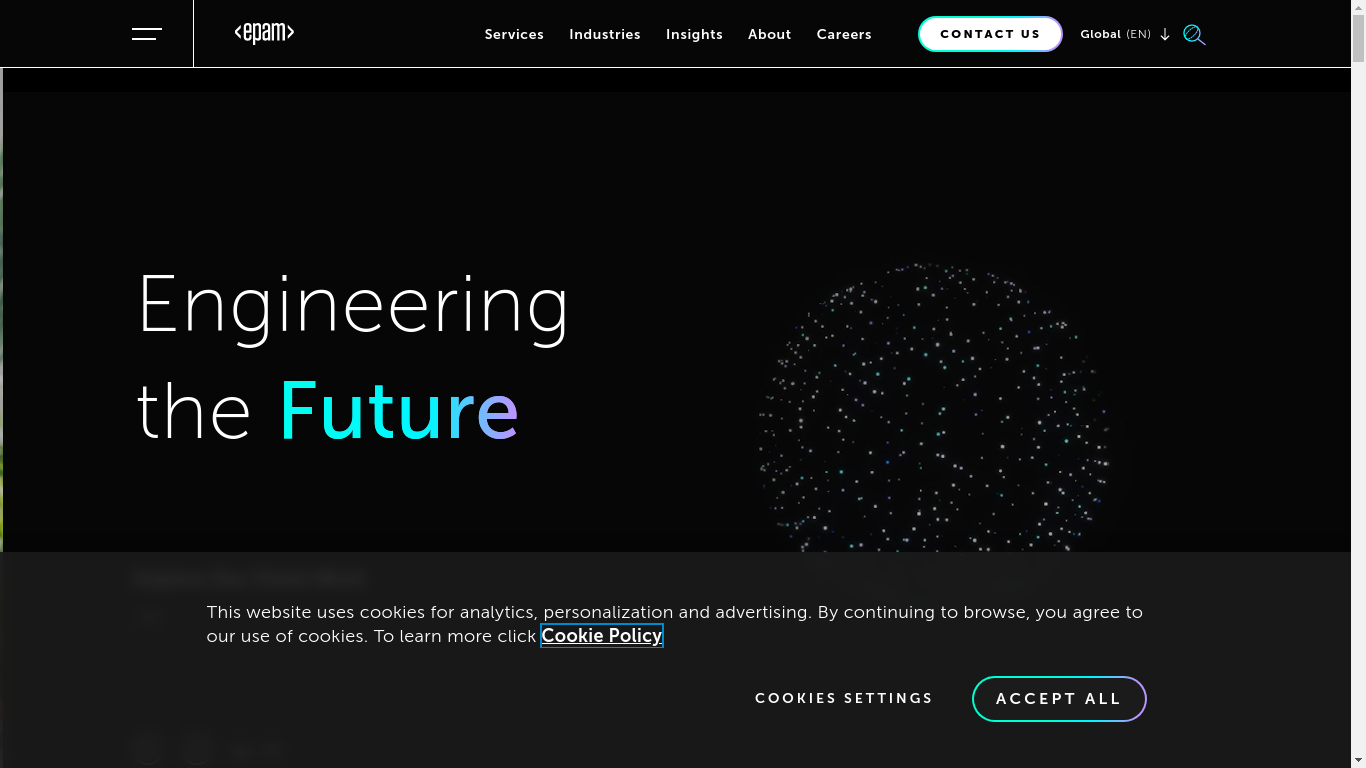 <epam>
Services Industries Insights About Careers CONTACT US Global (EN)
Engineering
the Future
This website uses cookies for analytics, personalization and advertising. By continuing to browse, you agree to
our use of cookies. To learn more click Cookie Policy
COOKIES SETTINGS ACCEPT ALL